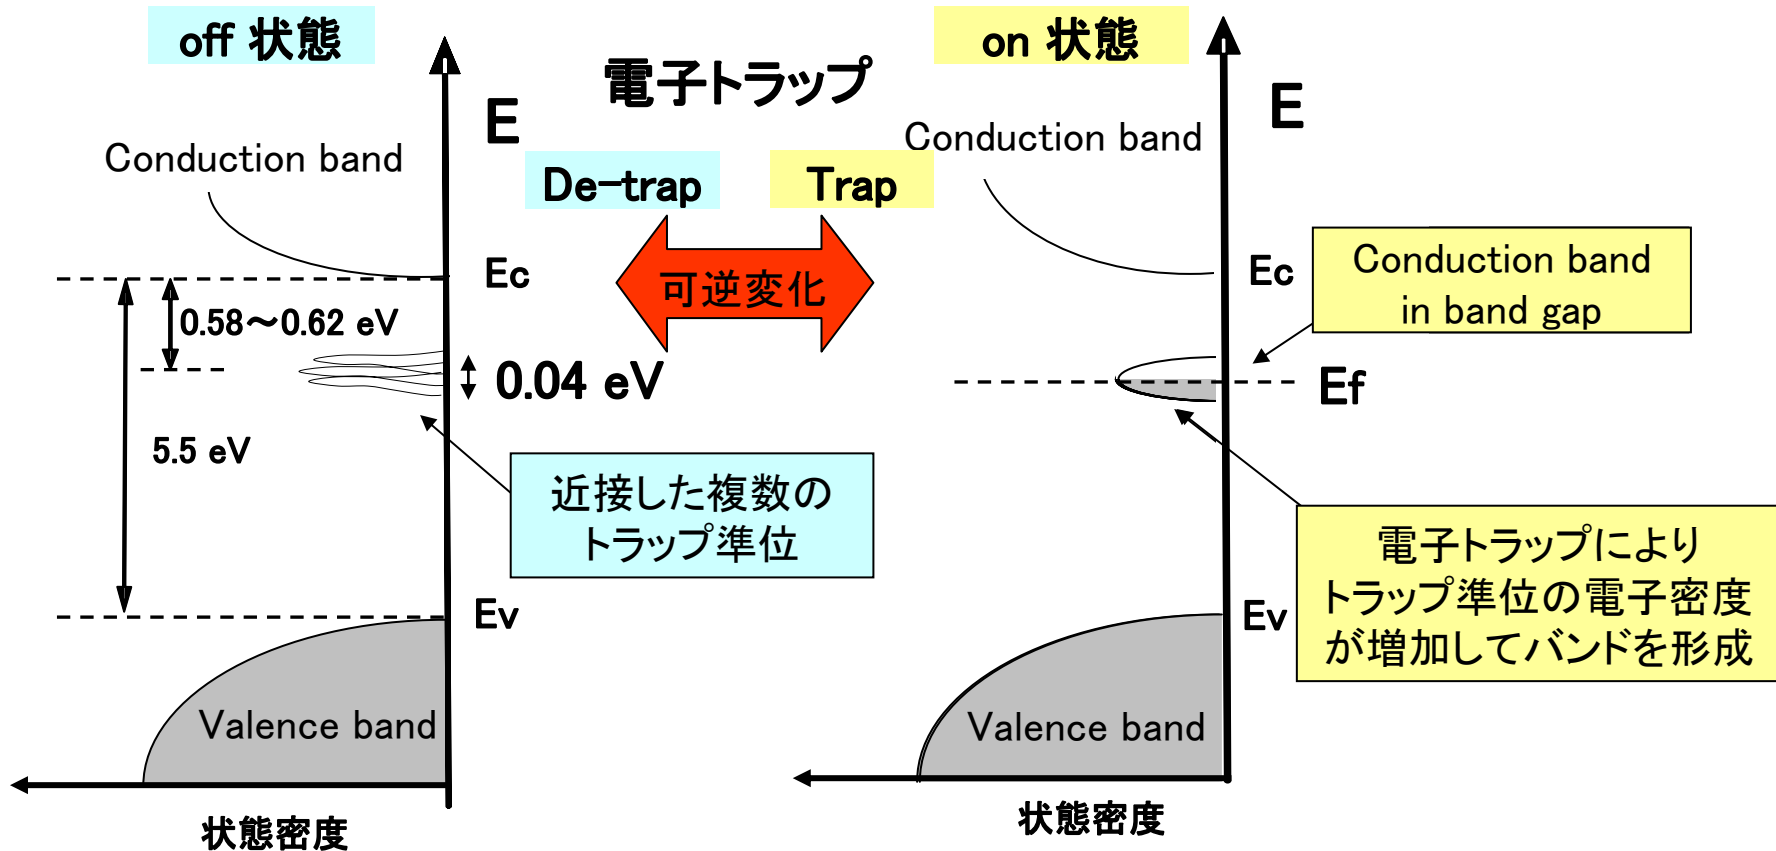 off 状態
on 状態
電子トラップ
E
E
Conduction band
Conduction band
De-trap
Trap
Ec
可逆変化
Ec
Conduction band
in band gap
0.58～0.62 eV
0.04 eV
Ef
5.5 eV
近接した複数の
トラップ準位
電子トラップにより
トラップ準位の電子密度
が増加してバンドを形成
Ev
Ev
Valence band
Valence band
状態密度
状態密度